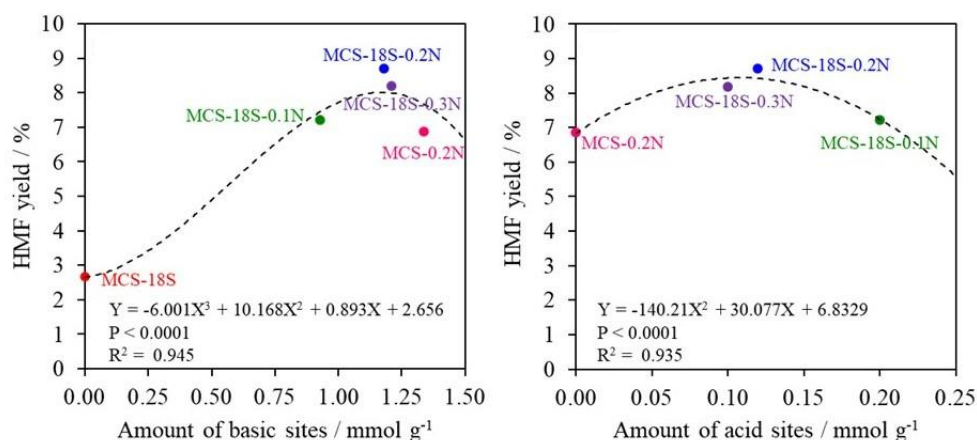 10
9
8
7
6
5
4
3
2
1
0
HMF yield / %
MCS-18S-0.2N
MCS-18S-0.3N
MCS-18S-0.1N
MCS-0.2N
MCS-18S
Y = -6.001X³ + 10.168X² + 0.893X + 2.656
P < 0.0001
R² = 0.945
0.00 0.25 0.50 0.75 1.00 1.25 1.50
Amount of basic sites / mmol g⁻¹
10
9
8
7
6
5
4
3
2
1
0
HMF yield / %
MCS-18S-0.2N
MCS-18S-0.3N
MCS-0.2N
MCS-18S-0.1N
Y = -140.21X² + 30.077X + 6.8329
P < 0.0001
R² = 0.935
0.00 0.05 0.10 0.15 0.20 0.25
Amount of acid sites / mmol g⁻¹